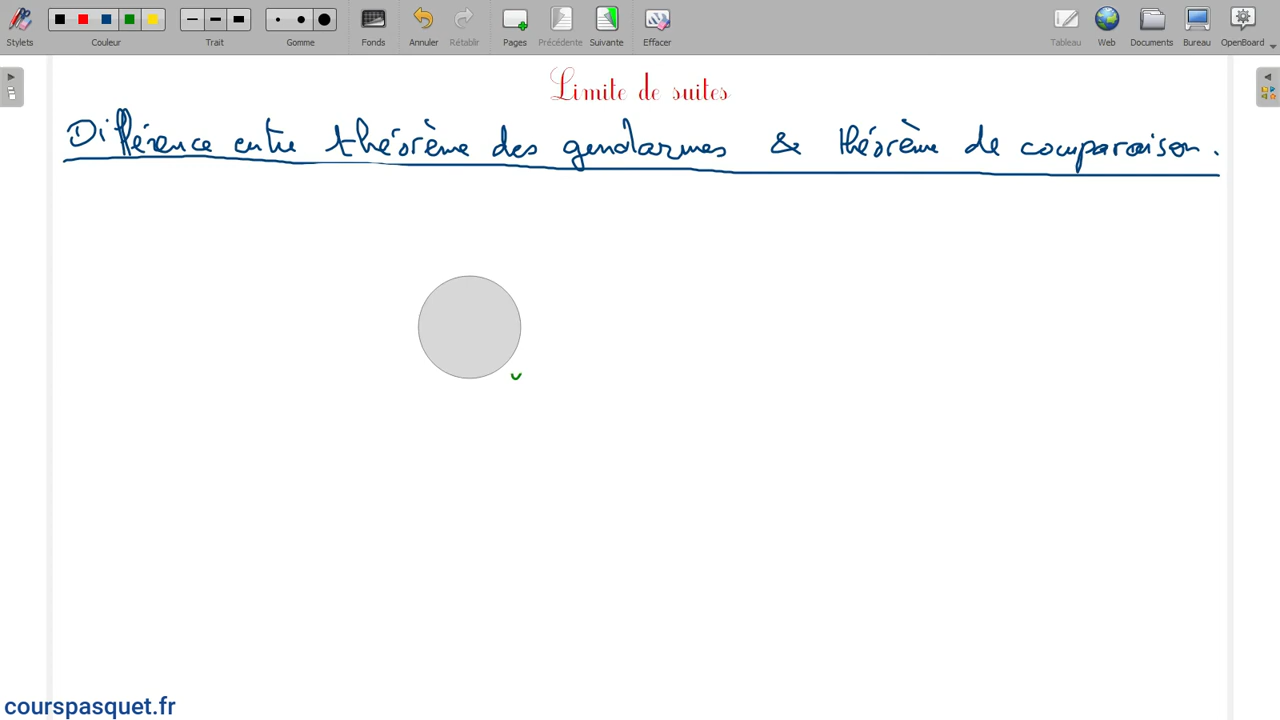 Stylets Couleur Trait Gomme Fonds Annuler Rétablir Pages Précédente Suivante Effacer Tableau Web Documents Bureau OpenBoard
Limite de suites
Différence entre théorème des gendarmes & théorème de comparaison.
courspasquet.fr